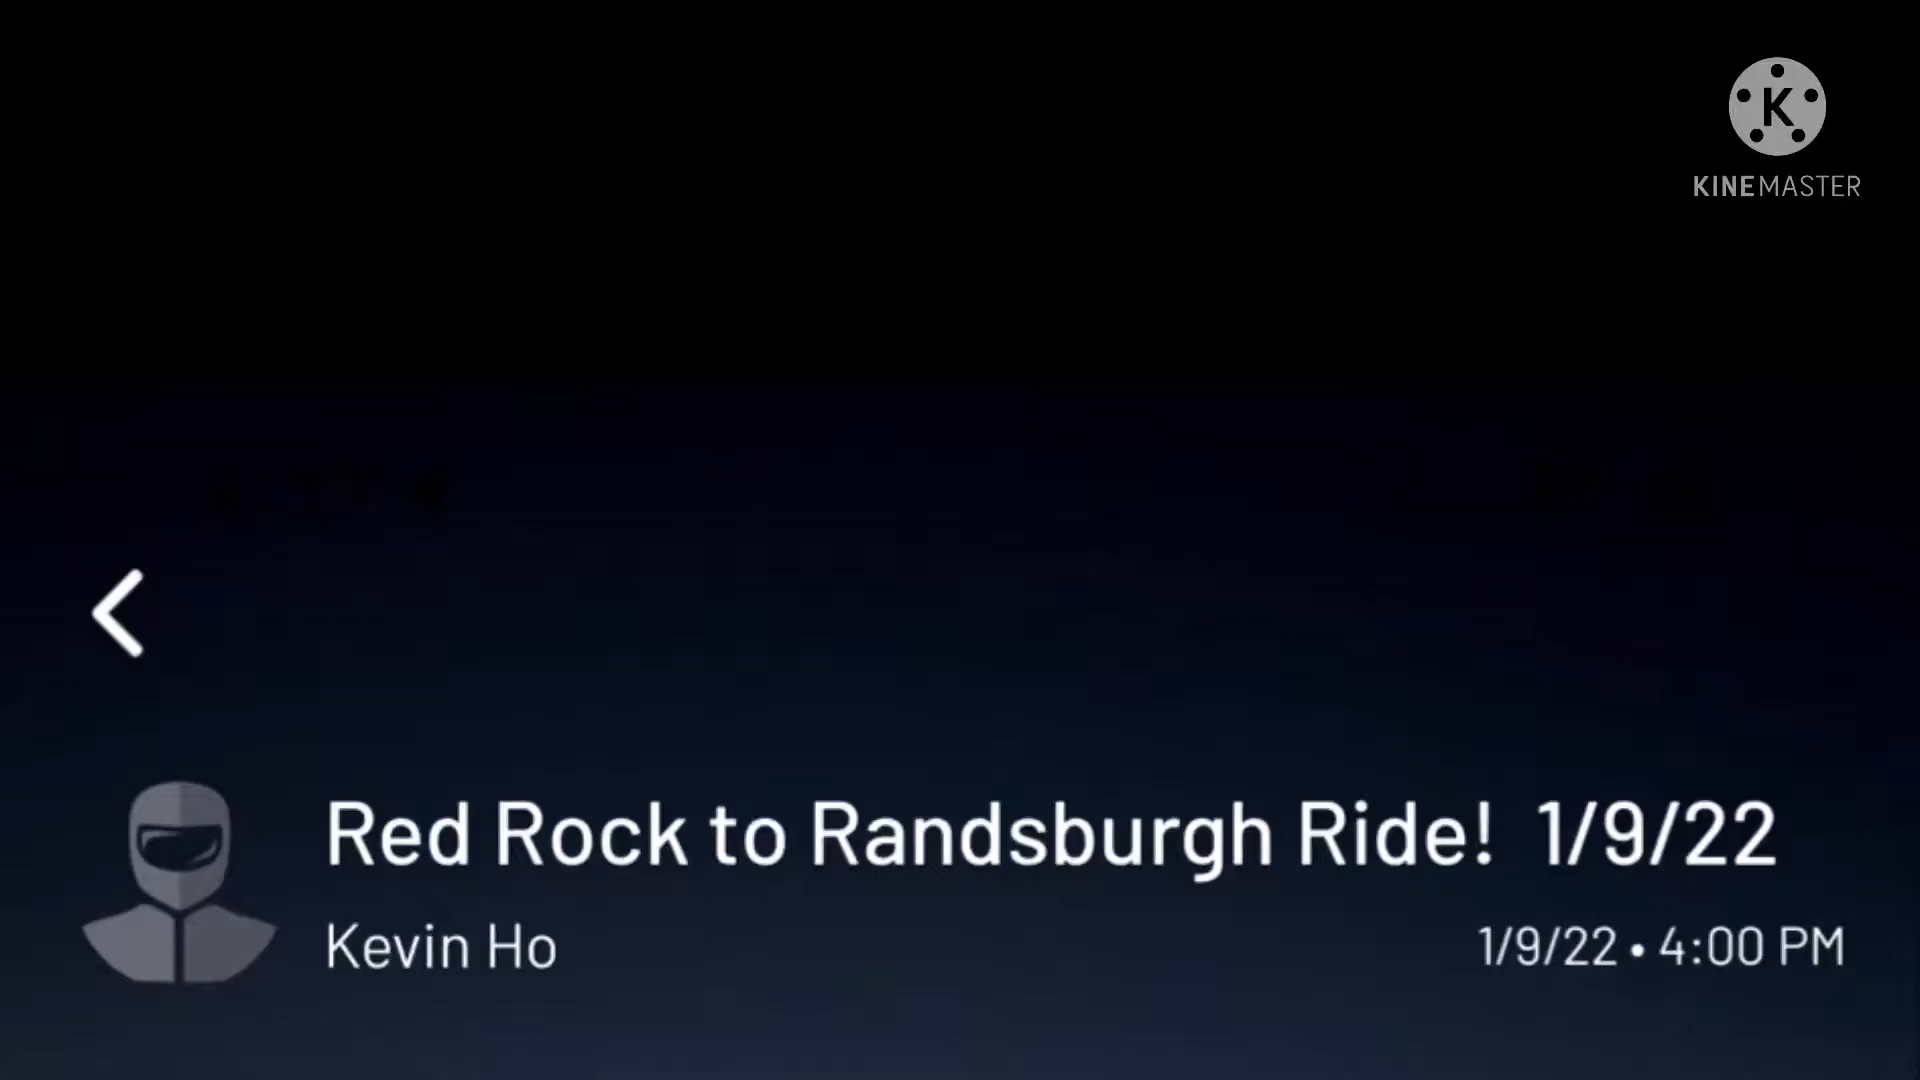 K
KINEMASTER
Red Rock to Randsburgh Ride! 1/9/22
Kevin Ho
1/9/22 • 4:00 PM